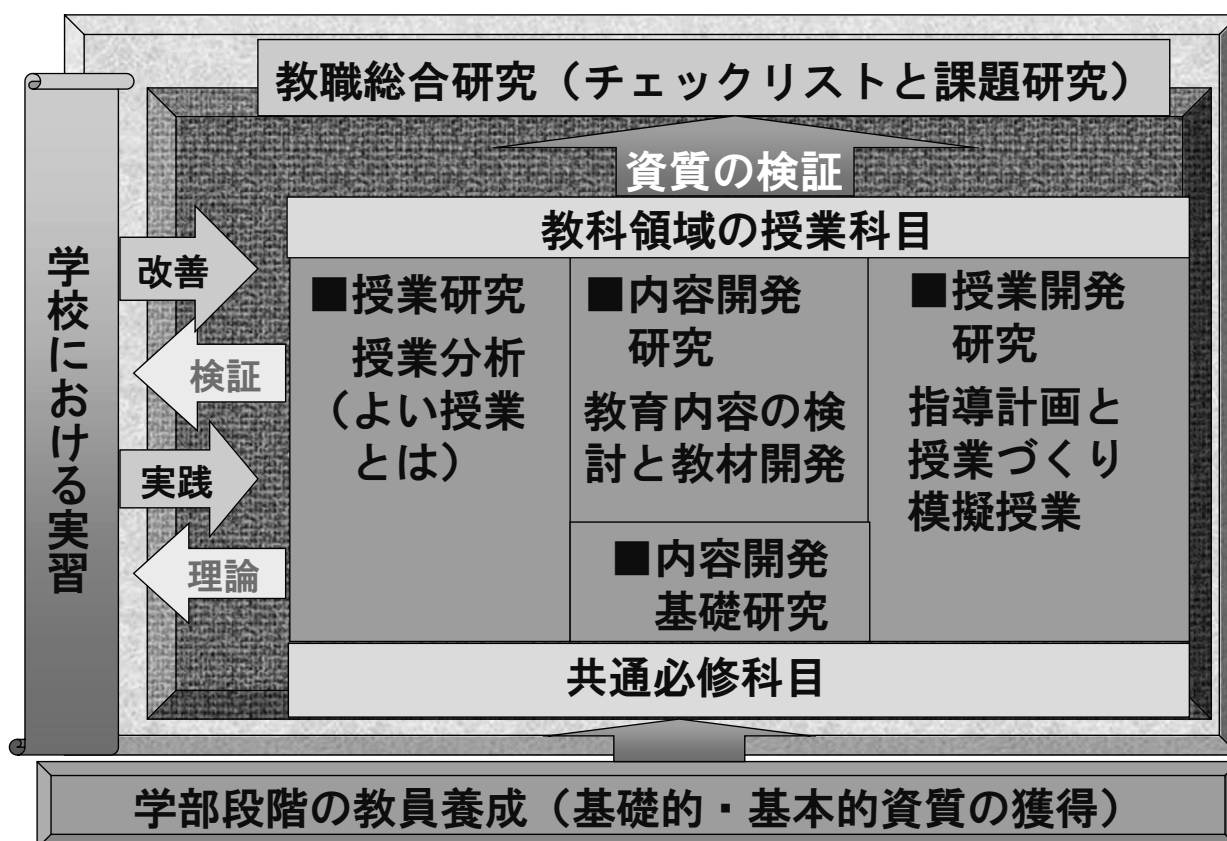 教職総合研究（チェックリストと課題研究）
資質の検証
教科領域の授業科目
学校における実習
改善
検証
実践
理論
■授業研究
授業分析
（よい授業
とは）
■内容開発
研究
教育内容の検
討と教材開発
■内容開発
基礎研究
■授業開発
研究
指導計画と
授業づくり
模擬授業
共通必修科目
学部段階の教員養成（基礎的・基本的資質の獲得）